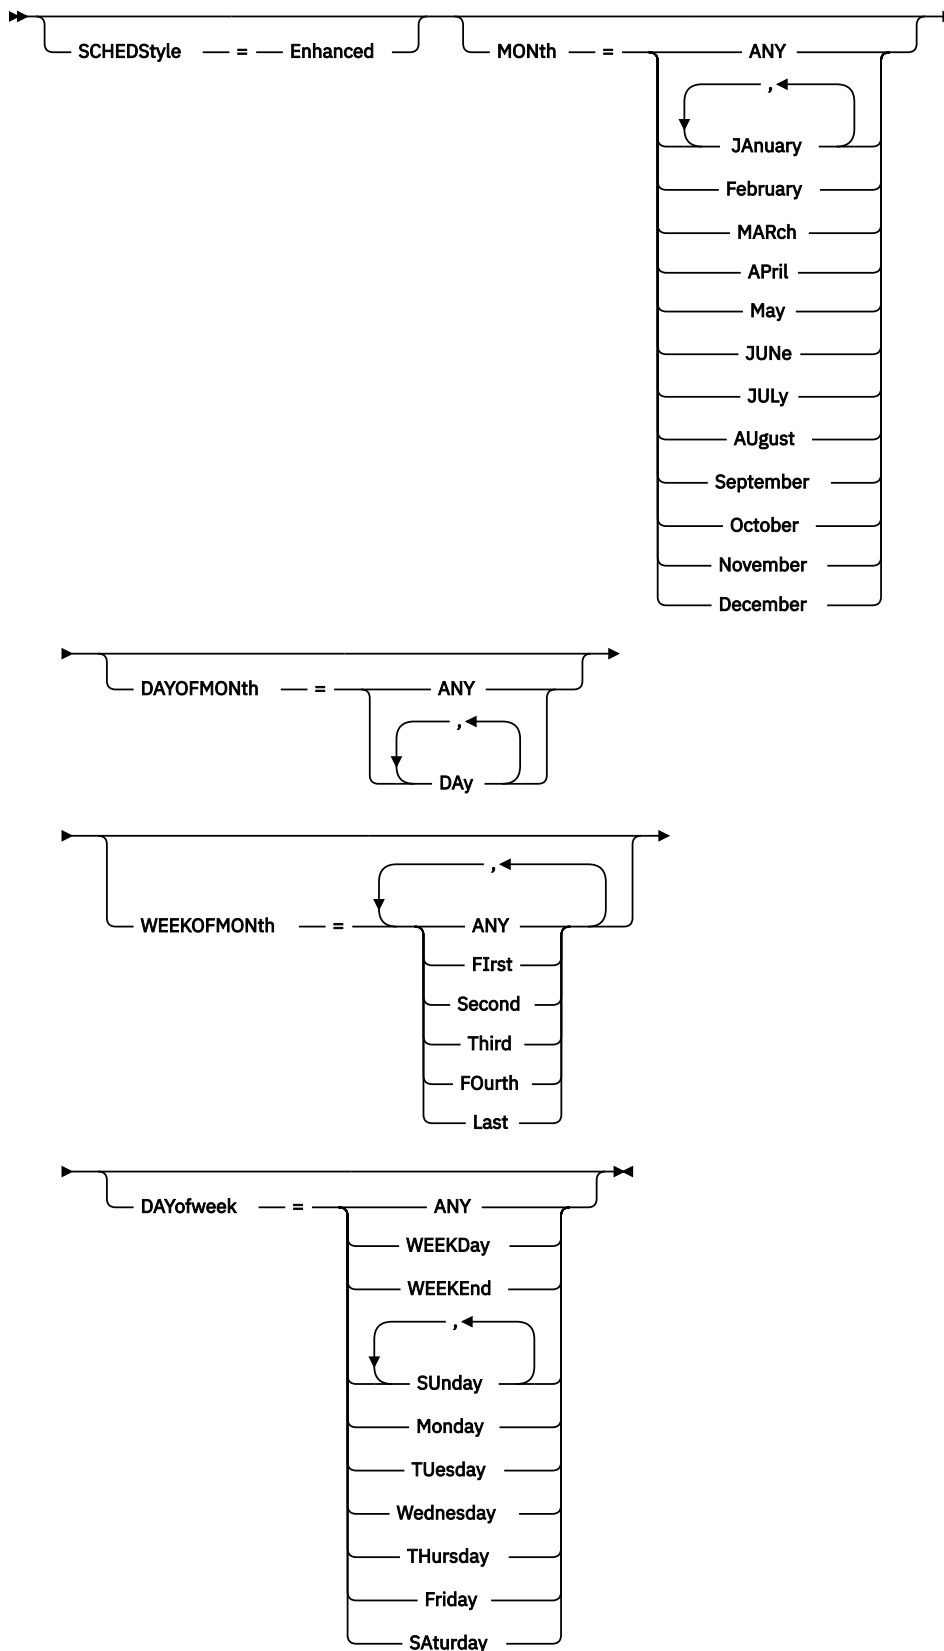 SCHEDStyle = Enhanced MONth = ANY
,
JAnuary
February
MARch
APril
May
JUNe
JULy
AUgust
September
October
November
December
DAYOFMONth = ANY
,
DAy
,
WEEKOFMONth = ANY
FIrst
Second
Third
FOurth
Last
DAYofweek = ANY
WEEKDay
WEEKEnd
,
SUnday
Monday
TUesday
Wednesday
THursday
Friday
SAturday